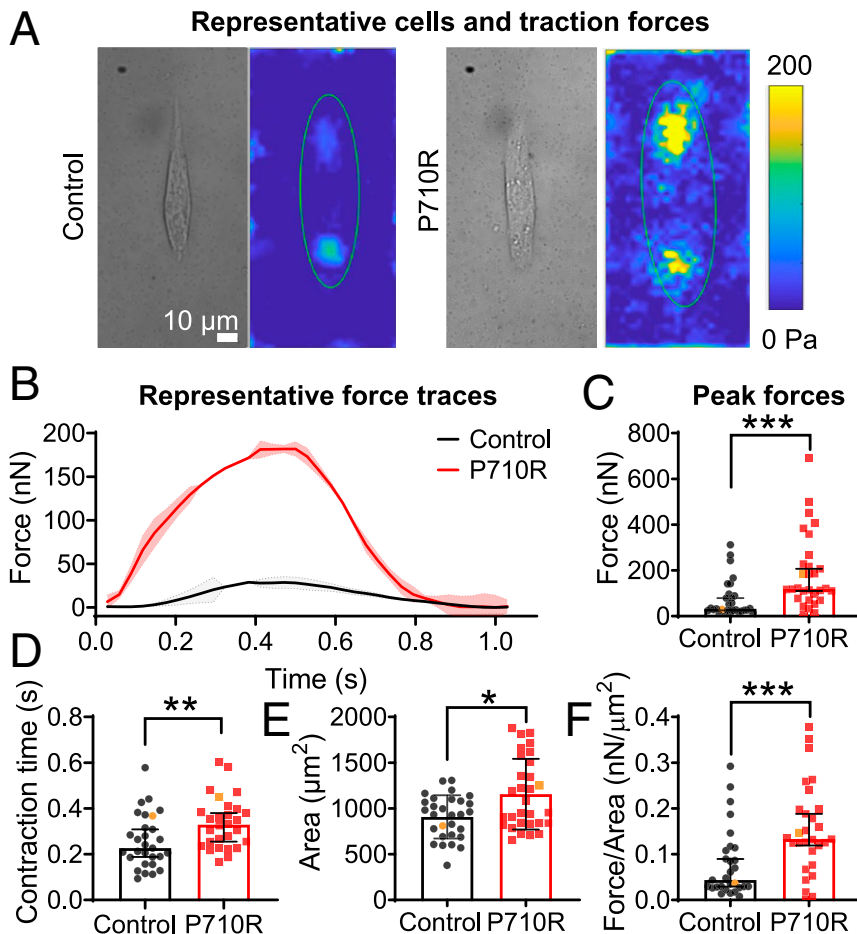 A
Representative cells and traction forces
Control
10 μm
P710R
200
0 Pa
B
Representative force traces
Force (nN)
200
150
100
50
0
0.0 0.2 0.4 0.6 0.8 1.0
Time (s)
Control
P710R
C
Peak forces
***
Force (nN)
800
600
400
200
0
Control P710R
D
**
Contraction time (s)
0.8
0.6
0.4
0.2
0.0
Control P710R
E
*
Area (μm²)
2000
1500
1000
500
0
Control P710R
F
***
Force/Area (nN/μm²)
0.4
0.3
0.2
0.1
0.0
Control P710R